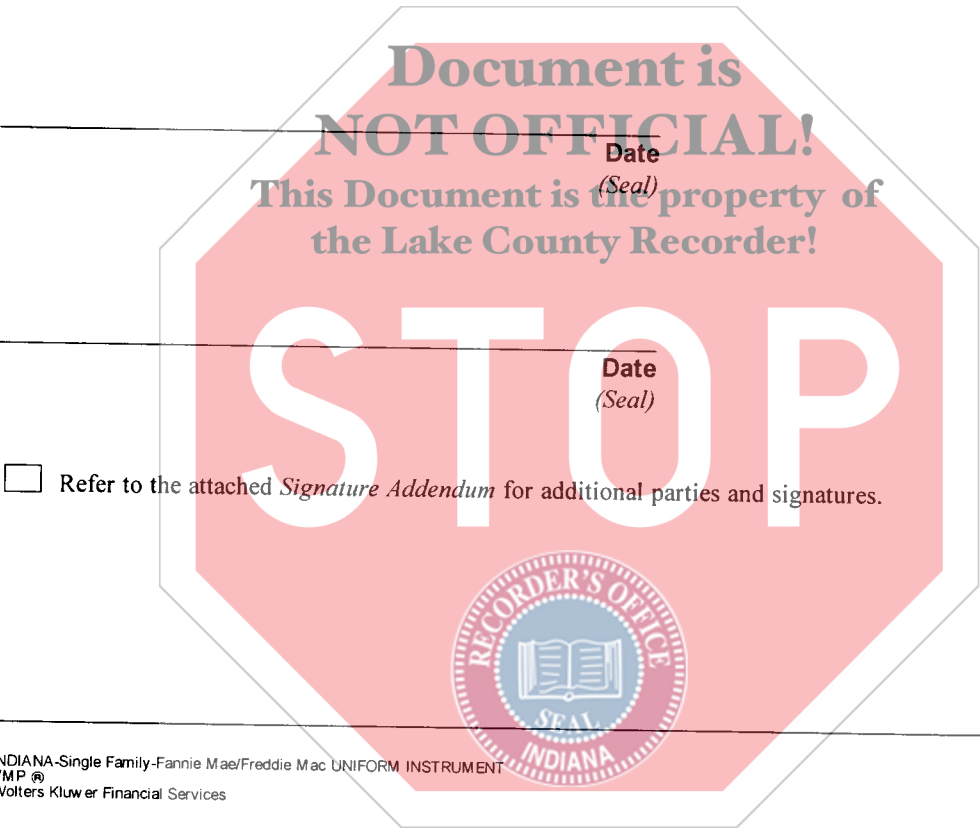 Document is
NOT OFFICIAL!
Date
(Seal)
This Document is the property of
the Lake County Recorder!
STOP
Date
(Seal)
Refer to the attached Signature Addendum for additional parties and signatures.
RECORDER'S OFFICE
SEAL
INDIANA
NDIANA-Single Family-Fannie Mae/Freddie Mac UNIFORM INSTRUMENT
MP ®
Wolters Kluwer Financial Services